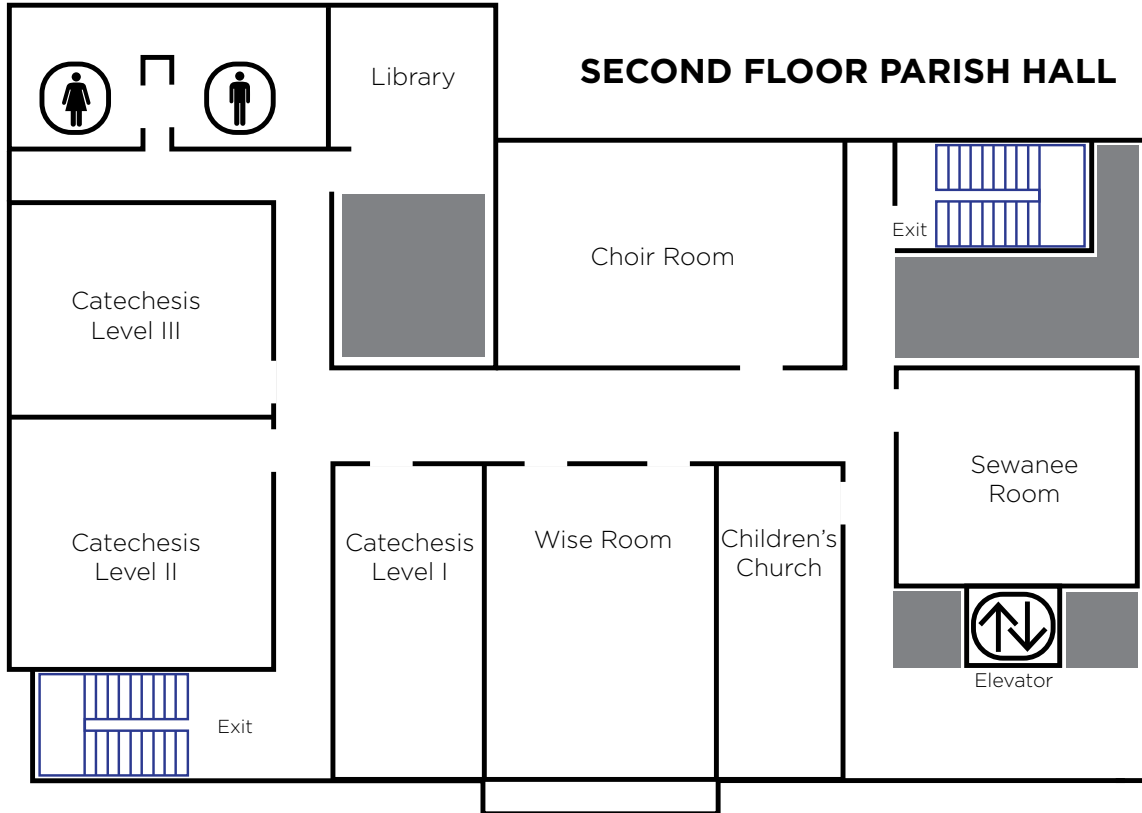 SECOND FLOOR PARISH HALL
Library
Exit
Choir Room
Catechesis
Level III
Sewanee
Room
Catechesis
Level II
Catechesis
Level I
Wise Room
Children's
Church
Elevator
Exit